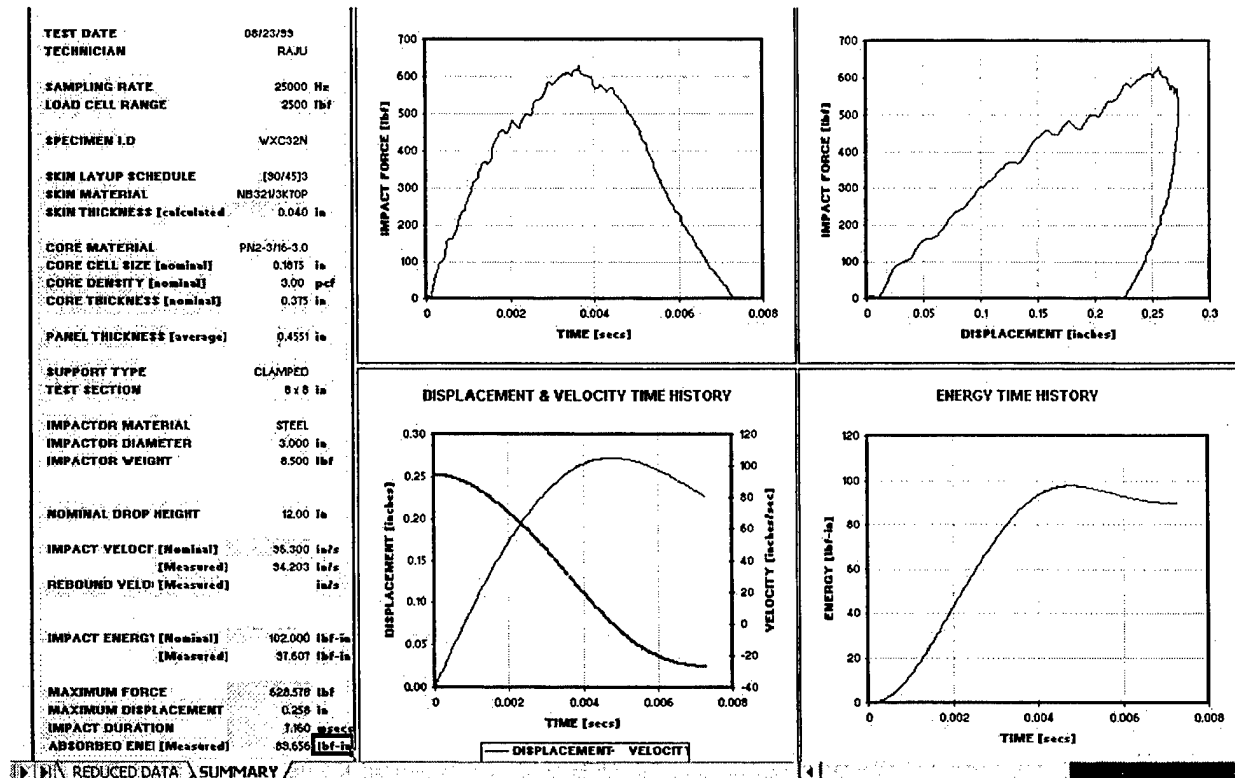 TEST DATE 08/23/99
TECHNICIAN RAJU
SAMPLING RATE 25000 Hz
LOAD CELL RANGE 2500 lbf
SPECIMEN I.D WXC32N
SKIN LAYUP SCHEDULE [90/45]3
SKIN MATERIAL NB321/3K70P
SKIN THICKNESS [calculated 0.040 in
CORE MATERIAL PN2-3/16-3.0
CORE CELL SIZE [nominal] 0.1875 in
CORE DENSITY [nominal] 3.00 pcf
CORE THICKNESS [nominal] 0.375 in
PANEL THICKNESS [average] 0.4551 in
SUPPORT TYPE CLAMPED
TEST SECTION 8 x 8 in
IMPACTOR MATERIAL STEEL
IMPACTOR DIAMETER 3.000 in
IMPACTOR WEIGHT 8.500 lbf
NOMINAL DROP HEIGHT 12.00 in
IMPACT VELOCI [Nominal] 96.300 in/s
[Measured] 94.203 in/s
REBOUND VELO [Measured] in/s
IMPACT ENERGY [Nominal] 102.000 lbf-in
[Measured] 97.607 lbf-in
MAXIMUM FORCE 628.578 lbf
MAXIMUM DISPLACEMENT 0.258 in
IMPACT DURATION 7.160 msecs
ABSORBED ENE [Measured] 89.656 lbf-in
REDUCED DATA SUMMARY
700
600
500
400
300
200
100
0
IMPACT FORCE [lbf]
0 0.002 0.004 0.006 0.008
TIME [secs]
700
600
500
400
300
200
100
0
IMPACT FORCE [lbf]
0 0.05 0.1 0.15 0.2 0.25 0.3
DISPLACEMENT [inches]
DISPLACEMENT & VELOCITY TIME HISTORY
0.30
0.25
0.20
0.15
0.10
0.05
0.00
DISPLACEMENT [inches]
120
100
80
60
40
20
0
-20
-40
VELOCITY [inches/sec]
0 0.002 0.004 0.006 0.008
TIME [secs]
DISPLACEMENT VELOCIT
ENERGY TIME HISTORY
120
100
80
60
40
20
0
ENERGY [lbf-in]
0 0.002 0.004 0.006 0.008
TIME [secs]